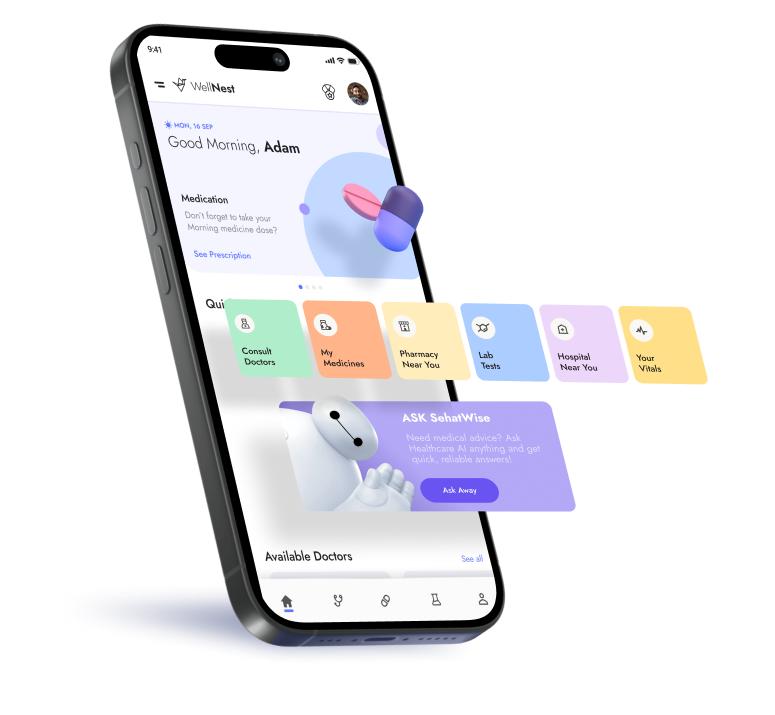 9:41
WellNest
MON, 16 SEP
Good Morning, Adam
Medication
Don't forget to take your
Morning medicine dose?
See Prescription
Consult
Doctors
My
Medicines
Pharmacy
Near You
Lab
Tests
Hospital
Near You
Your
Vitals
ASK SehatWise
Need medical advice? Ask
Healthcare AI anything and get
quick, reliable answers!
Ask Away
Available Doctors
See all